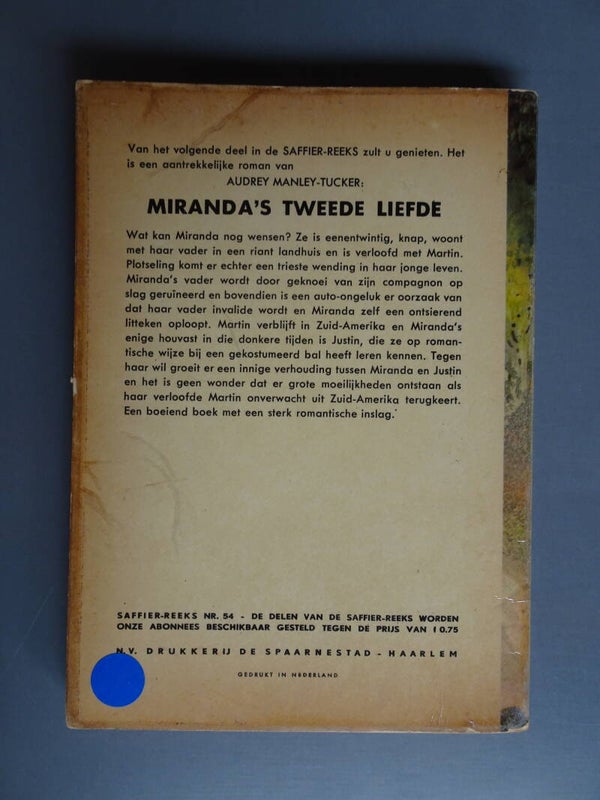 Van het volgende deel in de SAFFIER-REEKS zult u genieten. Het
is een aantrekkelijke roman van
AUDREY MANLEY-TUCKER:
MIRANDA'S TWEEDE LIEFDE
Wat kan Miranda nog wensen? Ze is eenentwintig, knap, woont
met haar vader in een riant landhuis en is verloofd met Martin.
Plotseling komt er echter een trieste wending in haar jonge leven.
Miranda's vader wordt door geknoei van zijn compagnon op
slag geruïneerd en bovendien is een auto-ongeluk er oorzaak van
dat haar vader invalide wordt en Miranda zelf een ontsierend
litteken oploopt. Martin verblijft in Zuid-Amerika en Miranda's
enige houvast in die donkere tijden is Justin, die ze op roman-
tische wijze bij een gekostumeerd bal heeft leren kennen. Tegen
haar wil groeit er een innige verhouding tussen Miranda en Justin
en het is geen wonder dat er grote moeilijkheden ontstaan als
haar verloofde Martin onverwacht uit Zuid-Amerika terugkeert.
Een boeiend boek met een sterk romantische inslag.
SAFFIER-REEKS NR. 54 - DE DELEN VAN DE SAFFIER-REEKS WORDEN
ONZE ABONNEES BESCHIKBAAR GESTELD TEGEN DE PRIJS VAN f 0.75
N.V. DRUKKERIJ DE SPAARNESTAD - HAARLEM
GEDRUKT IN NEDERLAND